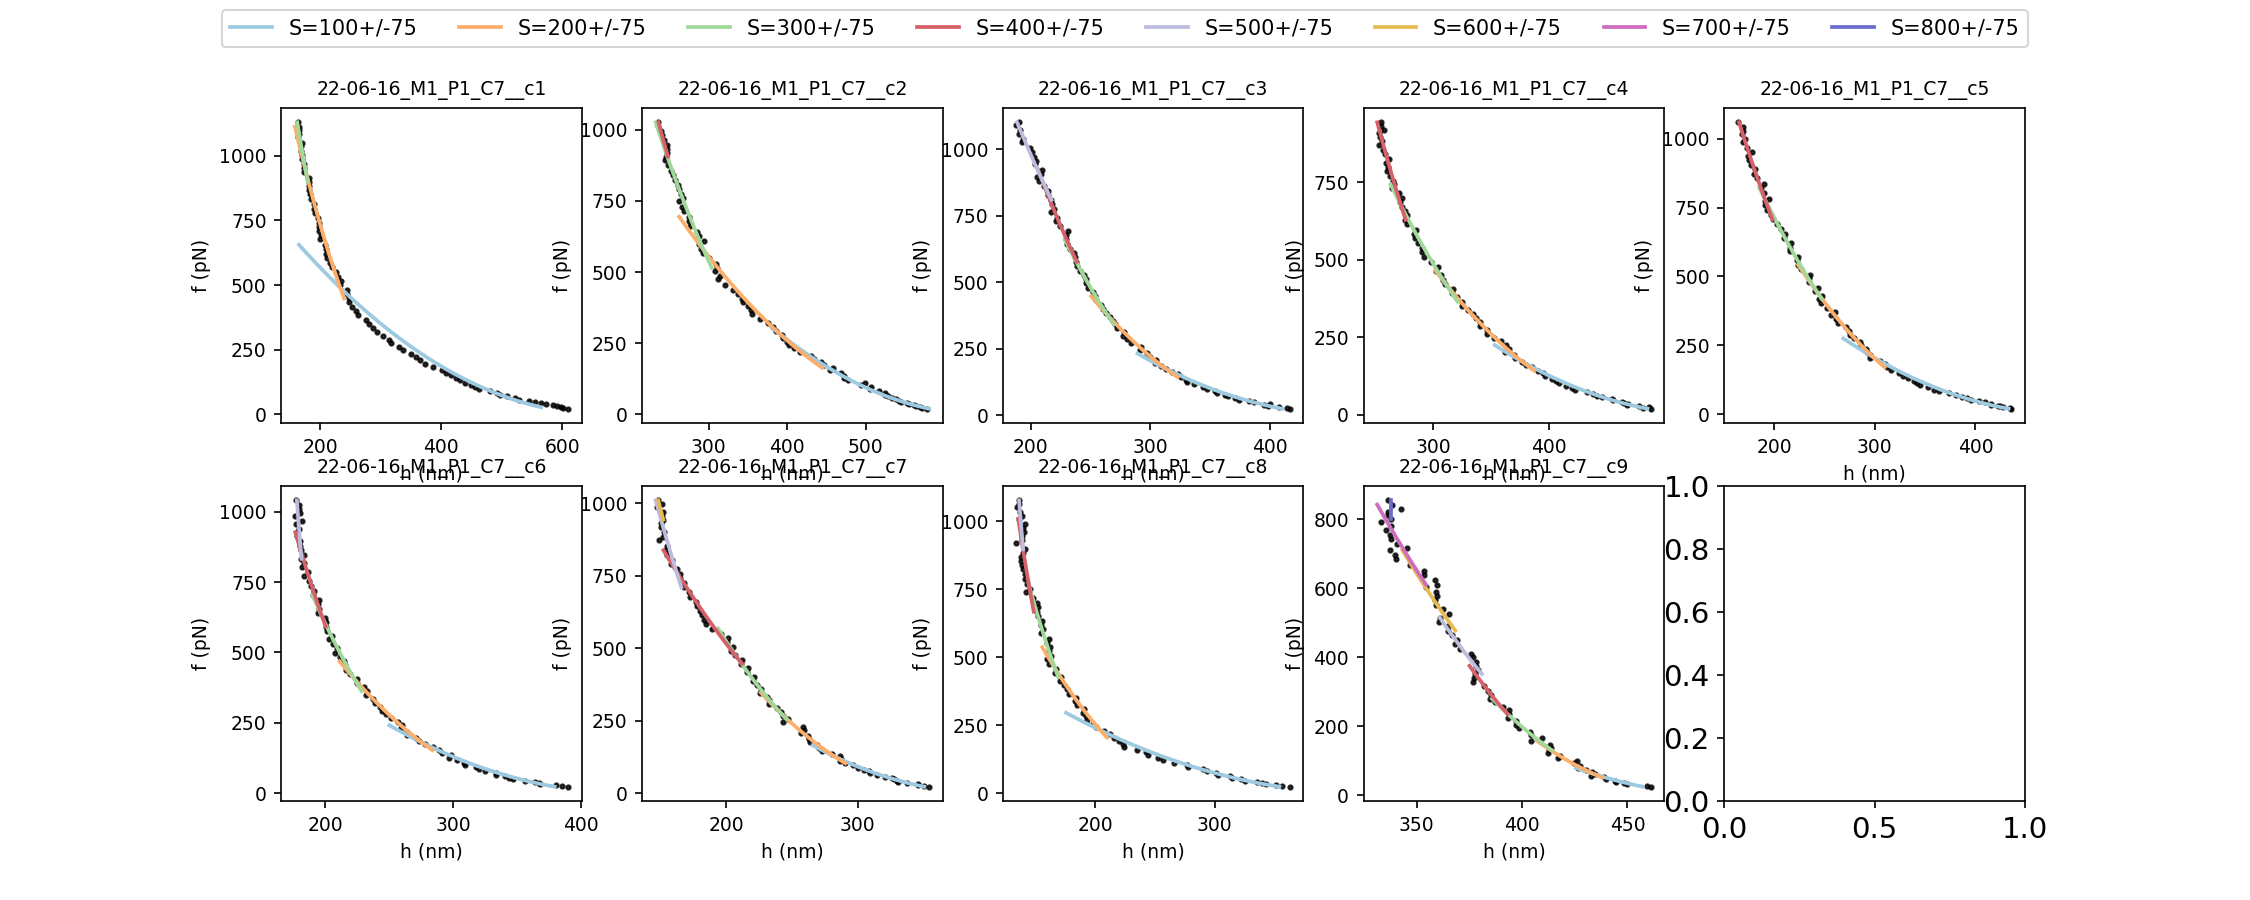 S=100+/-75 S=200+/-75 S=300+/-75 S=400+/-75 S=500+/-75 S=600+/-75 S=700+/-75 S=800+/-75
22-06-16_M1_P1_C7__c1
f (pN)
1000
750
500
250
0
200 400 600
h (nm)
22-06-16_M1_P1_C7__c2
f (pN)
1000
750
500
250
0
300 400 500
h (nm)
22-06-16_M1_P1_C7__c3
f (pN)
1000
750
500
250
0
200 300 400
h (nm)
22-06-16_M1_P1_C7__c4
f (pN)
750
500
250
0
300 400
h (nm)
22-06-16_M1_P1_C7__c5
f (pN)
1000
750
500
250
0
200 300 400
h (nm)
22-06-16_M1_P1_C7__c6
f (pN)
1000
750
500
250
0
200 300 400
h (nm)
22-06-16_M1_P1_C7__c7
f (pN)
1000
750
500
250
0
200 300
h (nm)
22-06-16_M1_P1_C7__c8
f (pN)
1000
750
500
250
0
200 300
h (nm)
22-06-16_M1_P1_C7__c9
f (pN)
800
600
400
200
0
350 400 450
h (nm)
1.0
0.8
0.6
0.4
0.2
0.0
0.0 0.5 1.0